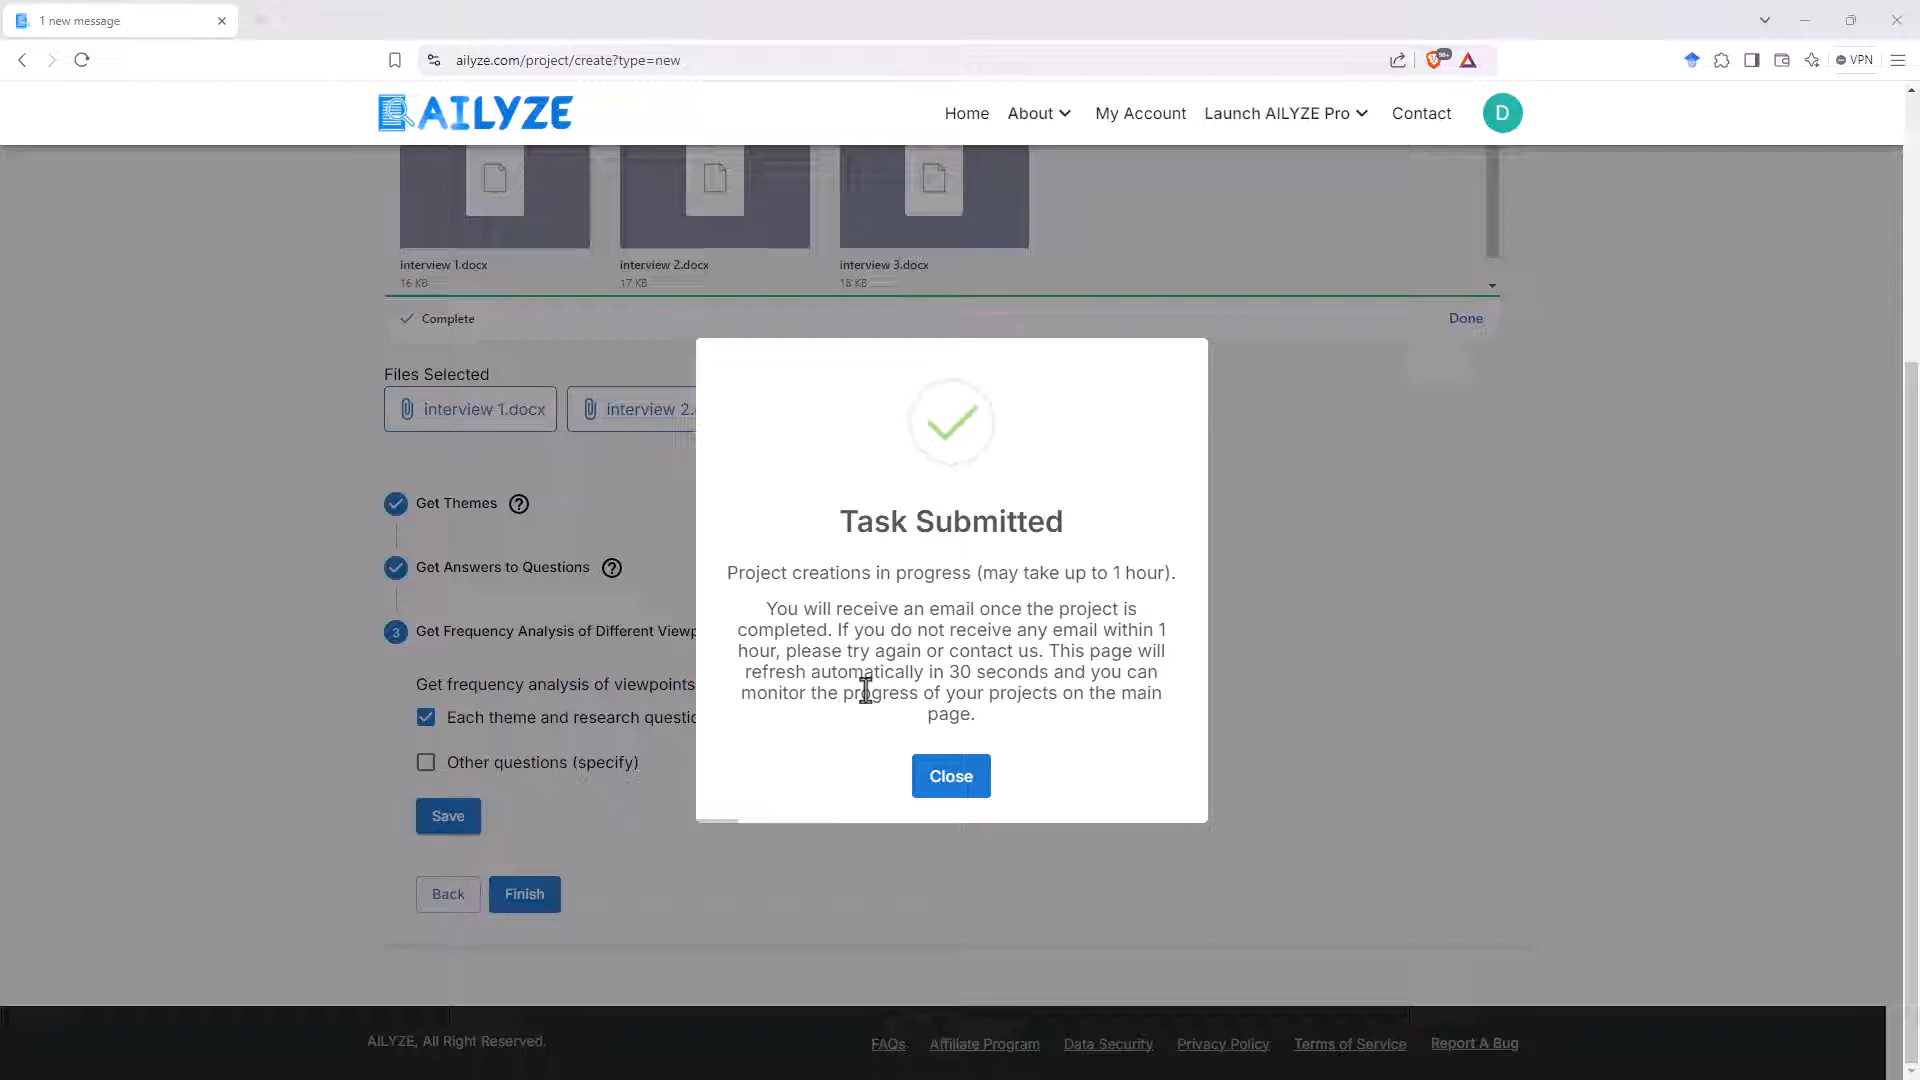 1 new message
ailyze.com/project/create?type=new
99+
VPN
AILYZE
Home About My Account Launch AILYZE Pro Contact D
interview 1.docx interview 2.docx interview 3.docx
16 KB 17 KB 18 KB
Complete Done
Files Selected
interview 1.docx interview 2.
Get Themes ?
Get Answers to Questions ?
3 Get Frequency Analysis of Different Viewp
Get frequency analysis of viewpoints
Each theme and research questio
Other questions (specify)
Save
Back Finish
Task Submitted
Project creations in progress (may take up to 1 hour).
You will receive an email once the project is
completed. If you do not receive any email within 1
hour, please try again or contact us. This page will
refresh automatically in 30 seconds and you can
monitor the progress of your projects on the main
page.
Close
AILYZE, All Right Reserved.
FAQs Affiliate Program Data Security Privacy Policy Terms of Service Report A Bug